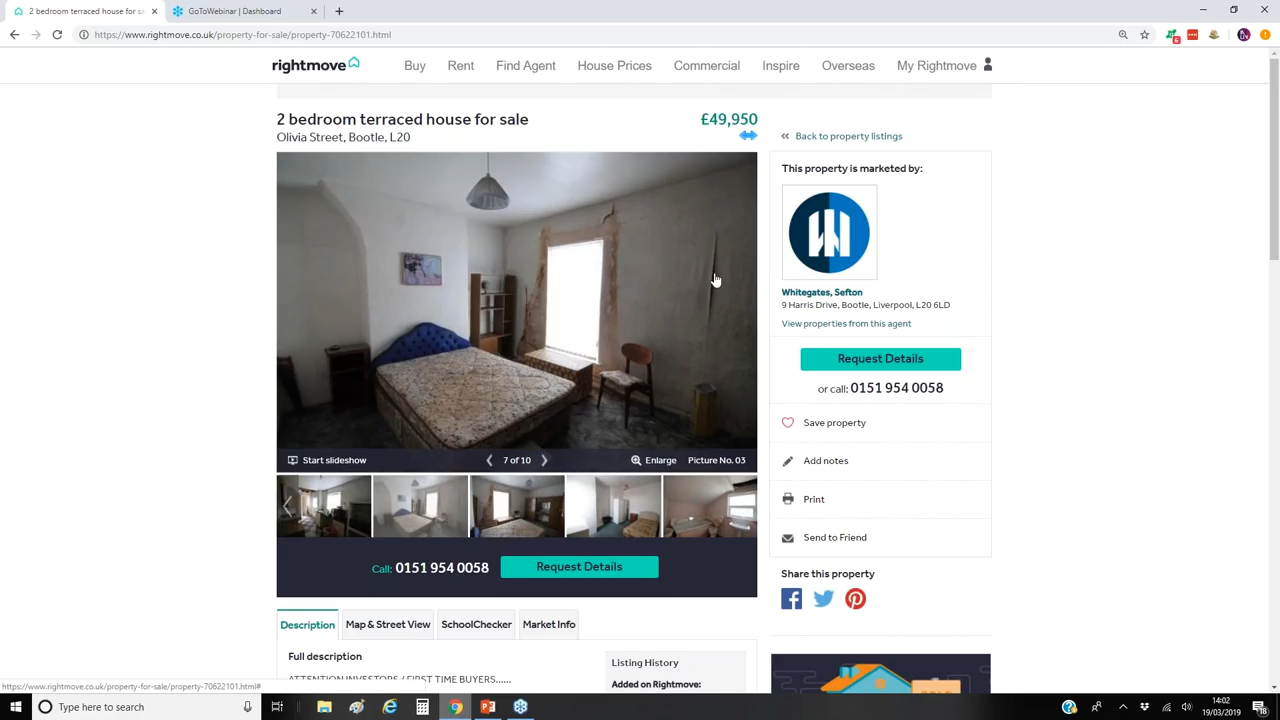 2 bedroom terraced house for sa
GoToWebinar | Dashboard
https://www.rightmove.co.uk/property-for-sale/property-70622101.html
6
rightmove
Buy
Rent
Find Agent
House Prices
Commercial
Inspire
Overseas
My Rightmove
2 bedroom terraced house for sale
£49,950
Olivia Street, Bootle, L20
Back to property listings
This property is marketed by:
Whitegates, Sefton
9 Harris Drive, Bootle, Liverpool, L20 6LD
View properties from this agent
Request Details
or call: 0151 954 0058
Save property
Start slideshow
7 of 10
Enlarge
Picture No. 03
Add notes
Print
Send to Friend
Call: 0151 954 0058
Request Details
Share this property
Description
Map & Street View
SchoolChecker
Market Info
Full description
Listing History
ATTENTION INVESTORS / FIRST TIME BUYERS......
Added on Rightmove:
https://www.rightmove.co.uk/property-for-sale/property-70622101.html#
Type here to search
14:02
19/03/2019
18